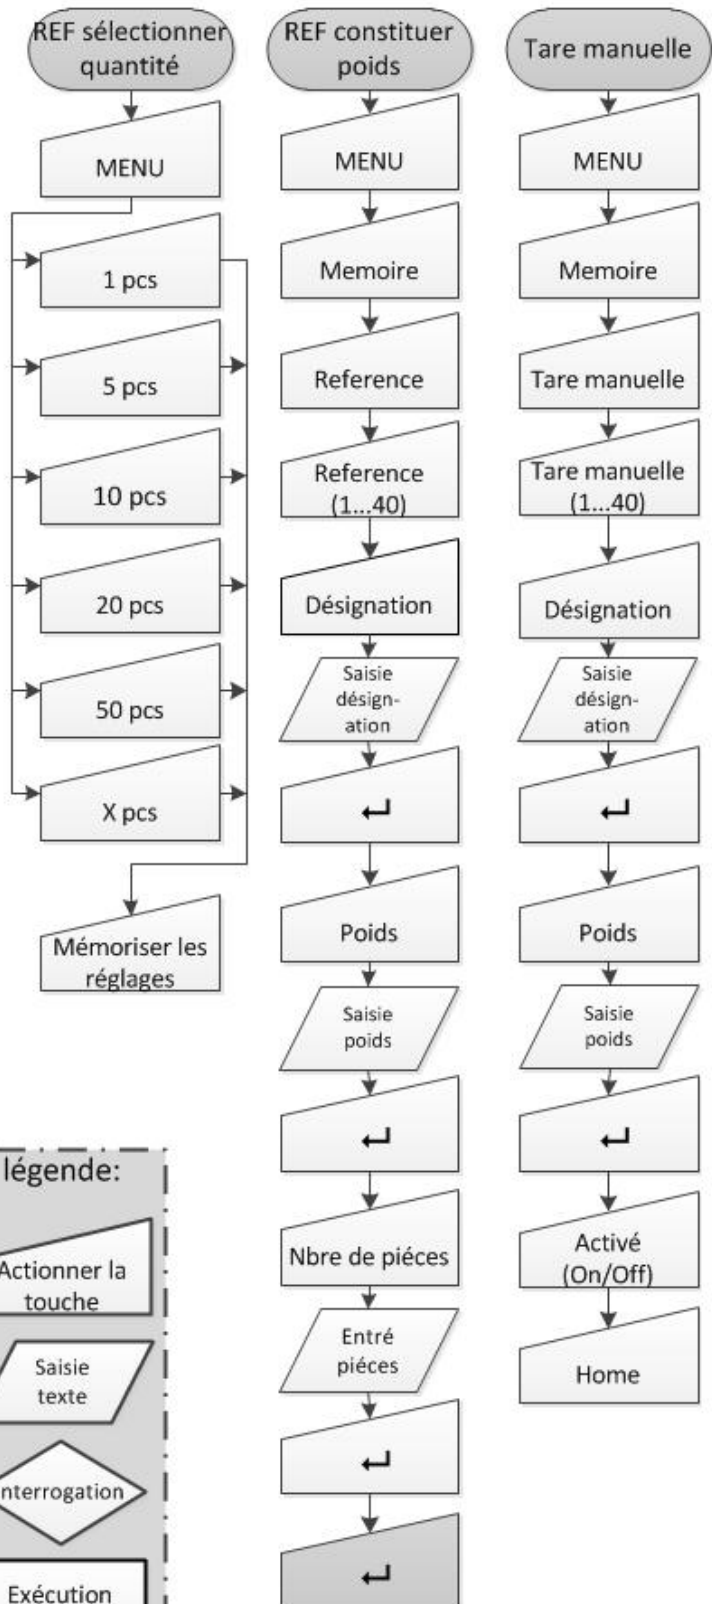 REF sélectionner
quantité
MENU
1 pcs
5 pcs
10 pcs
20 pcs
50 pcs
X pcs
Mémoriser les
réglages
REF constituer
poids
MENU
Memoire
Reference
Reference
(1...40)
Désignation
Saisie
désign-
ation
↵
Poids
Saisie
poids
↵
Nbre de piéces
Entré
piéces
↵
↵
Tare manuelle
MENU
Memoire
Tare manuelle
Tare manuelle
(1...40)
Désignation
Saisie
désign-
ation
↵
Poids
Saisie
poids
↵
Activé
(On/Off)
Home
légende:
Actionner la
touche
Saisie
texte
nterrogation
Exécution